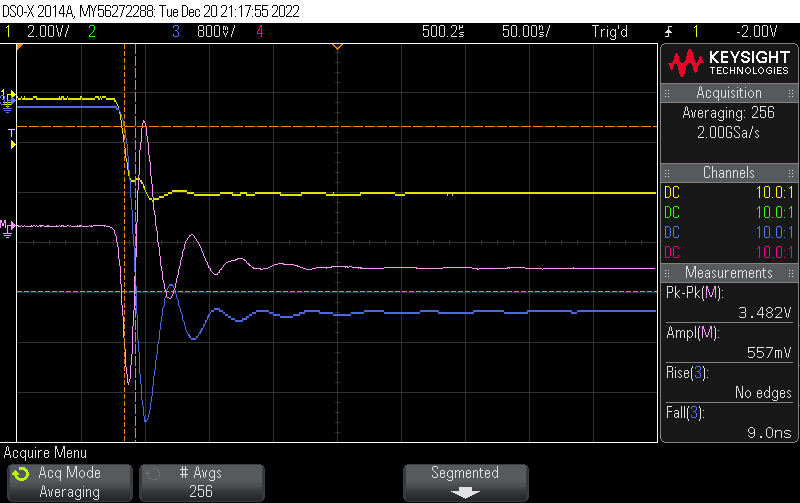 DSO-X 2014A, MY56272288: Tue Dec 20 21:17:55 2022
1 2.00V/ 2 3 800mV/ 4 500.2s 50.00s/ Trig'd 1 -2.00V
KEYSIGHT
TECHNOLOGIES
Acquisition
Averaging: 256
2.00GSa/s
Channels
DC 10.0:1
DC 10.0:1
DC 10.0:1
DC 10.0:1
Measurements
Pk-Pk(M):
3.482V
Ampl(M):
557mV
Rise(3):
No edges
Fall(3):
9.0ns
1
T
M
Acquire Menu
Acq Mode
Averaging
# Avgs
256
Segmented